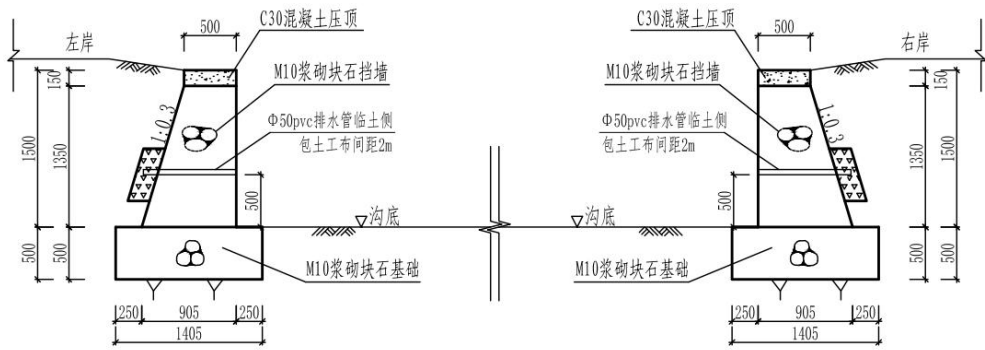 500
C30混凝土压顶
左岸
M10浆砌块石挡墙
150
1:0.3
Φ50pvc排水管临土侧
包土工布间距2m
1500
1350
500
沟底
500
500
M10浆砌块石基础
250
905
250
1405
C30混凝土压顶
500
右岸
M10浆砌块石挡墙
150
1:0.3
Φ50pvc排水管临土侧
包土工布间距2m
1350
1500
500
沟底
500
500
M10浆砌块石基础
250
905
250
1405